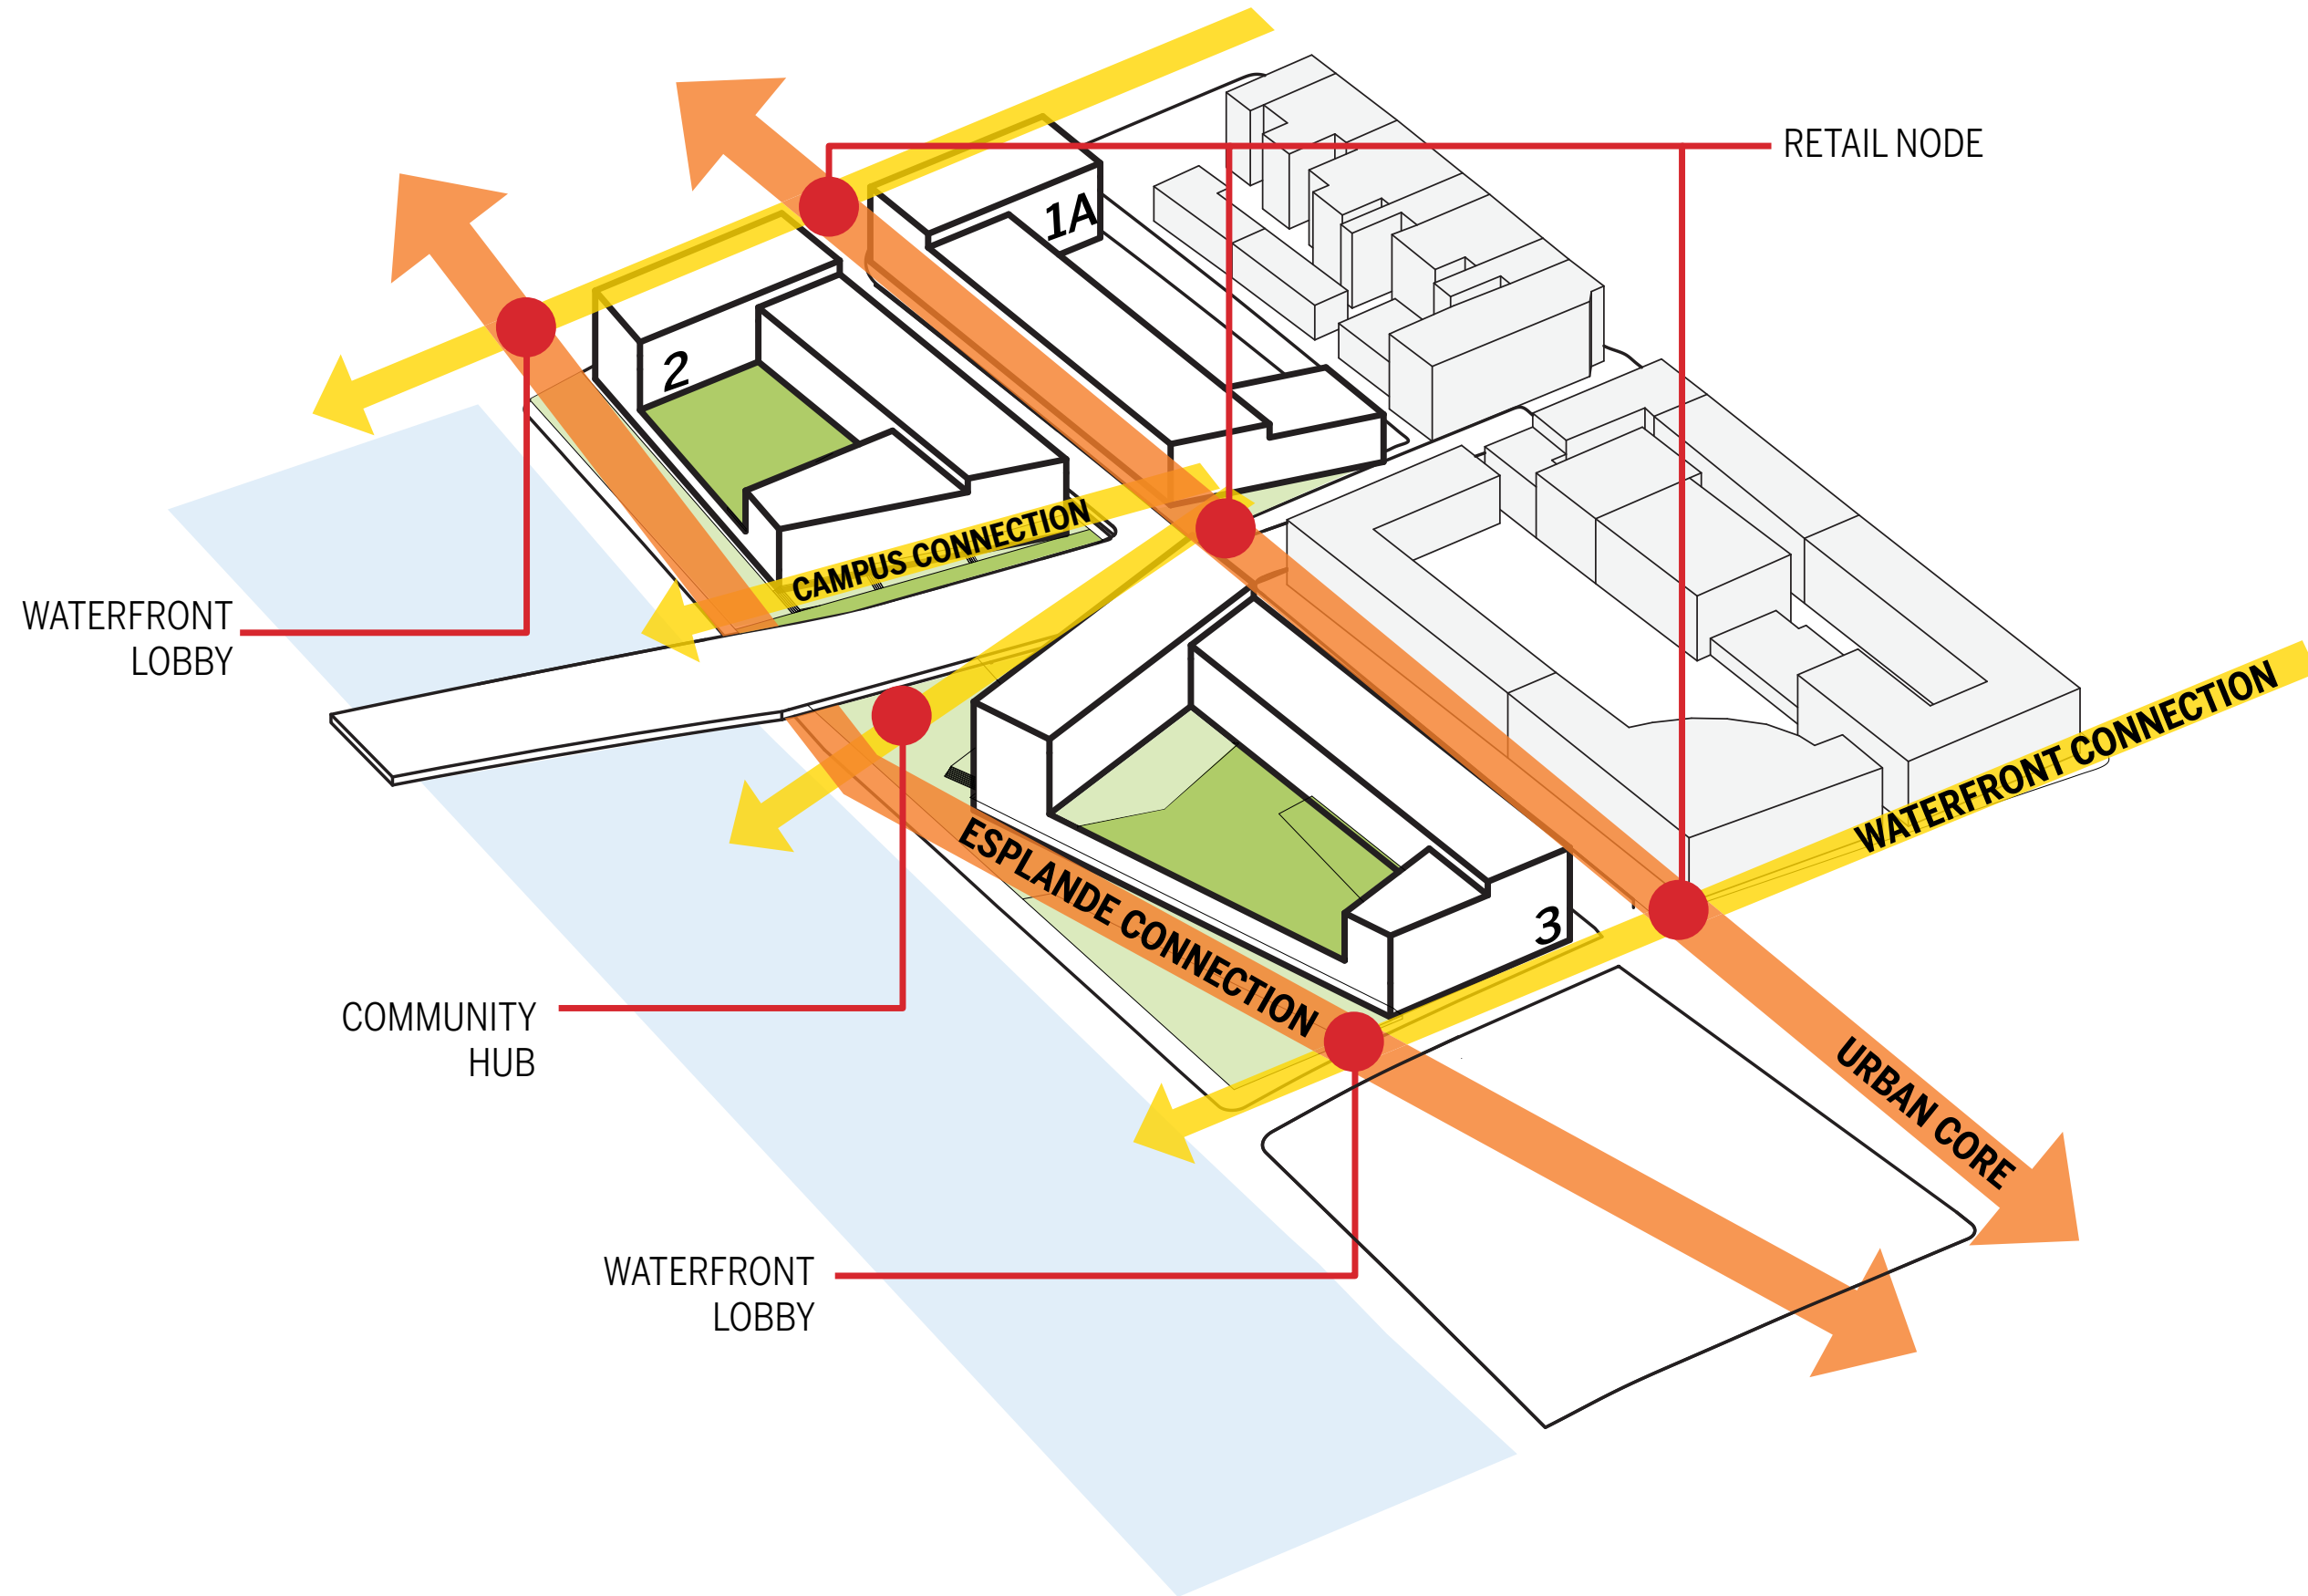 RETAIL NODE
1A
2
CAMPUS CONNECTION
WATERFRONT
LOBBY
WATERFRONT CONNECTION
ESPLANDE CONNECTION
3
COMMUNITY
HUB
URBAN CORE
WATERFRONT
LOBBY